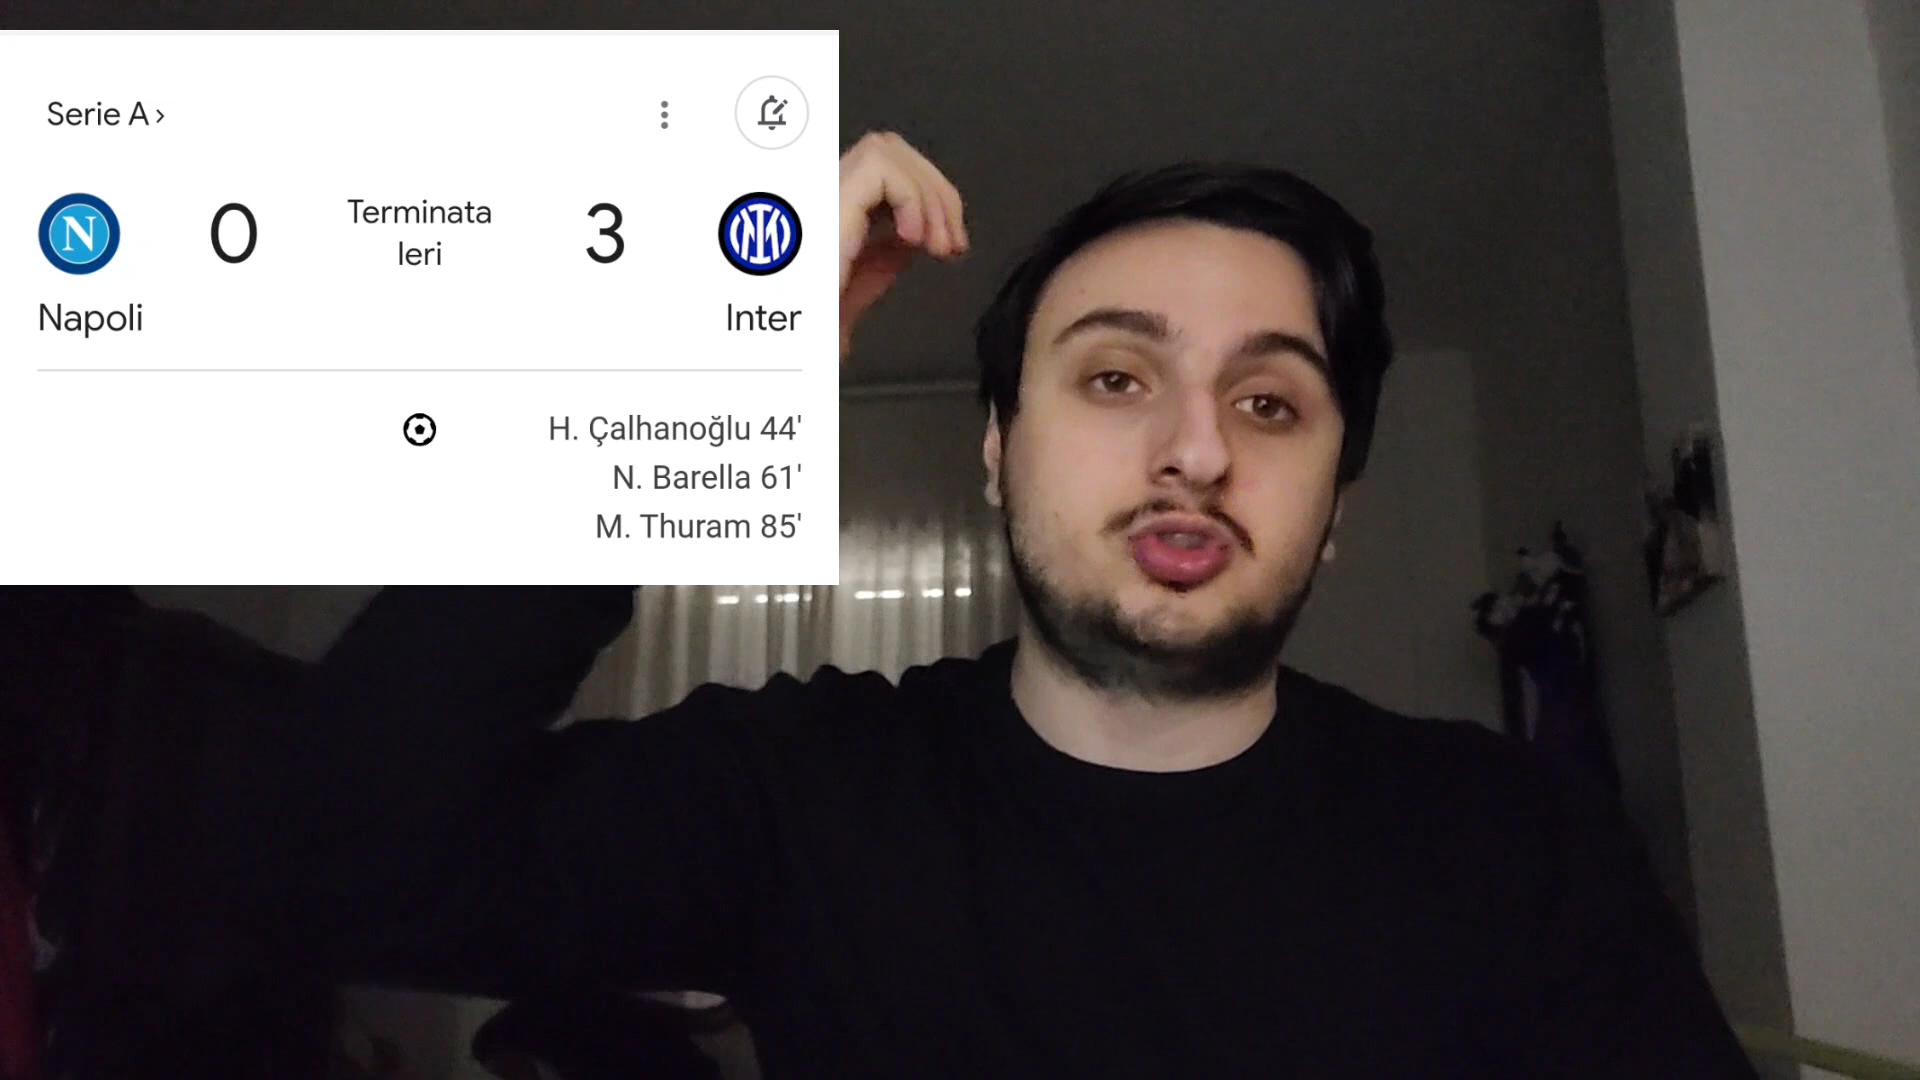 Serie A
N
0
Terminata
Ieri
3
Napoli
Inter
H. Çalhanoğlu 44'
N. Barella 61'
M. Thuram 85'